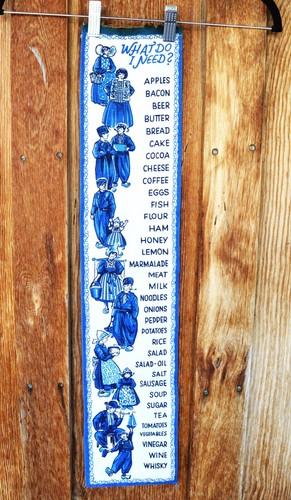 WHAT DO
I NEED?
APPLES
BACON
BEER
BUTTER
BREAD
CAKE
COCOA
CHEESE
COFFEE
EGGS
FISH
FLOUR
HAM
HONEY
LEMON
MARMALADE
MEAT
MILK
NOODLES
ONIONS
PEPPER
POTATOES
RICE
SALAD
SALAD-OIL
SALT
SAUSAGE
SOUP
SUGAR
TEA
TOMATOES
VEGETABLES
VINEGAR
WINE
WHISKY